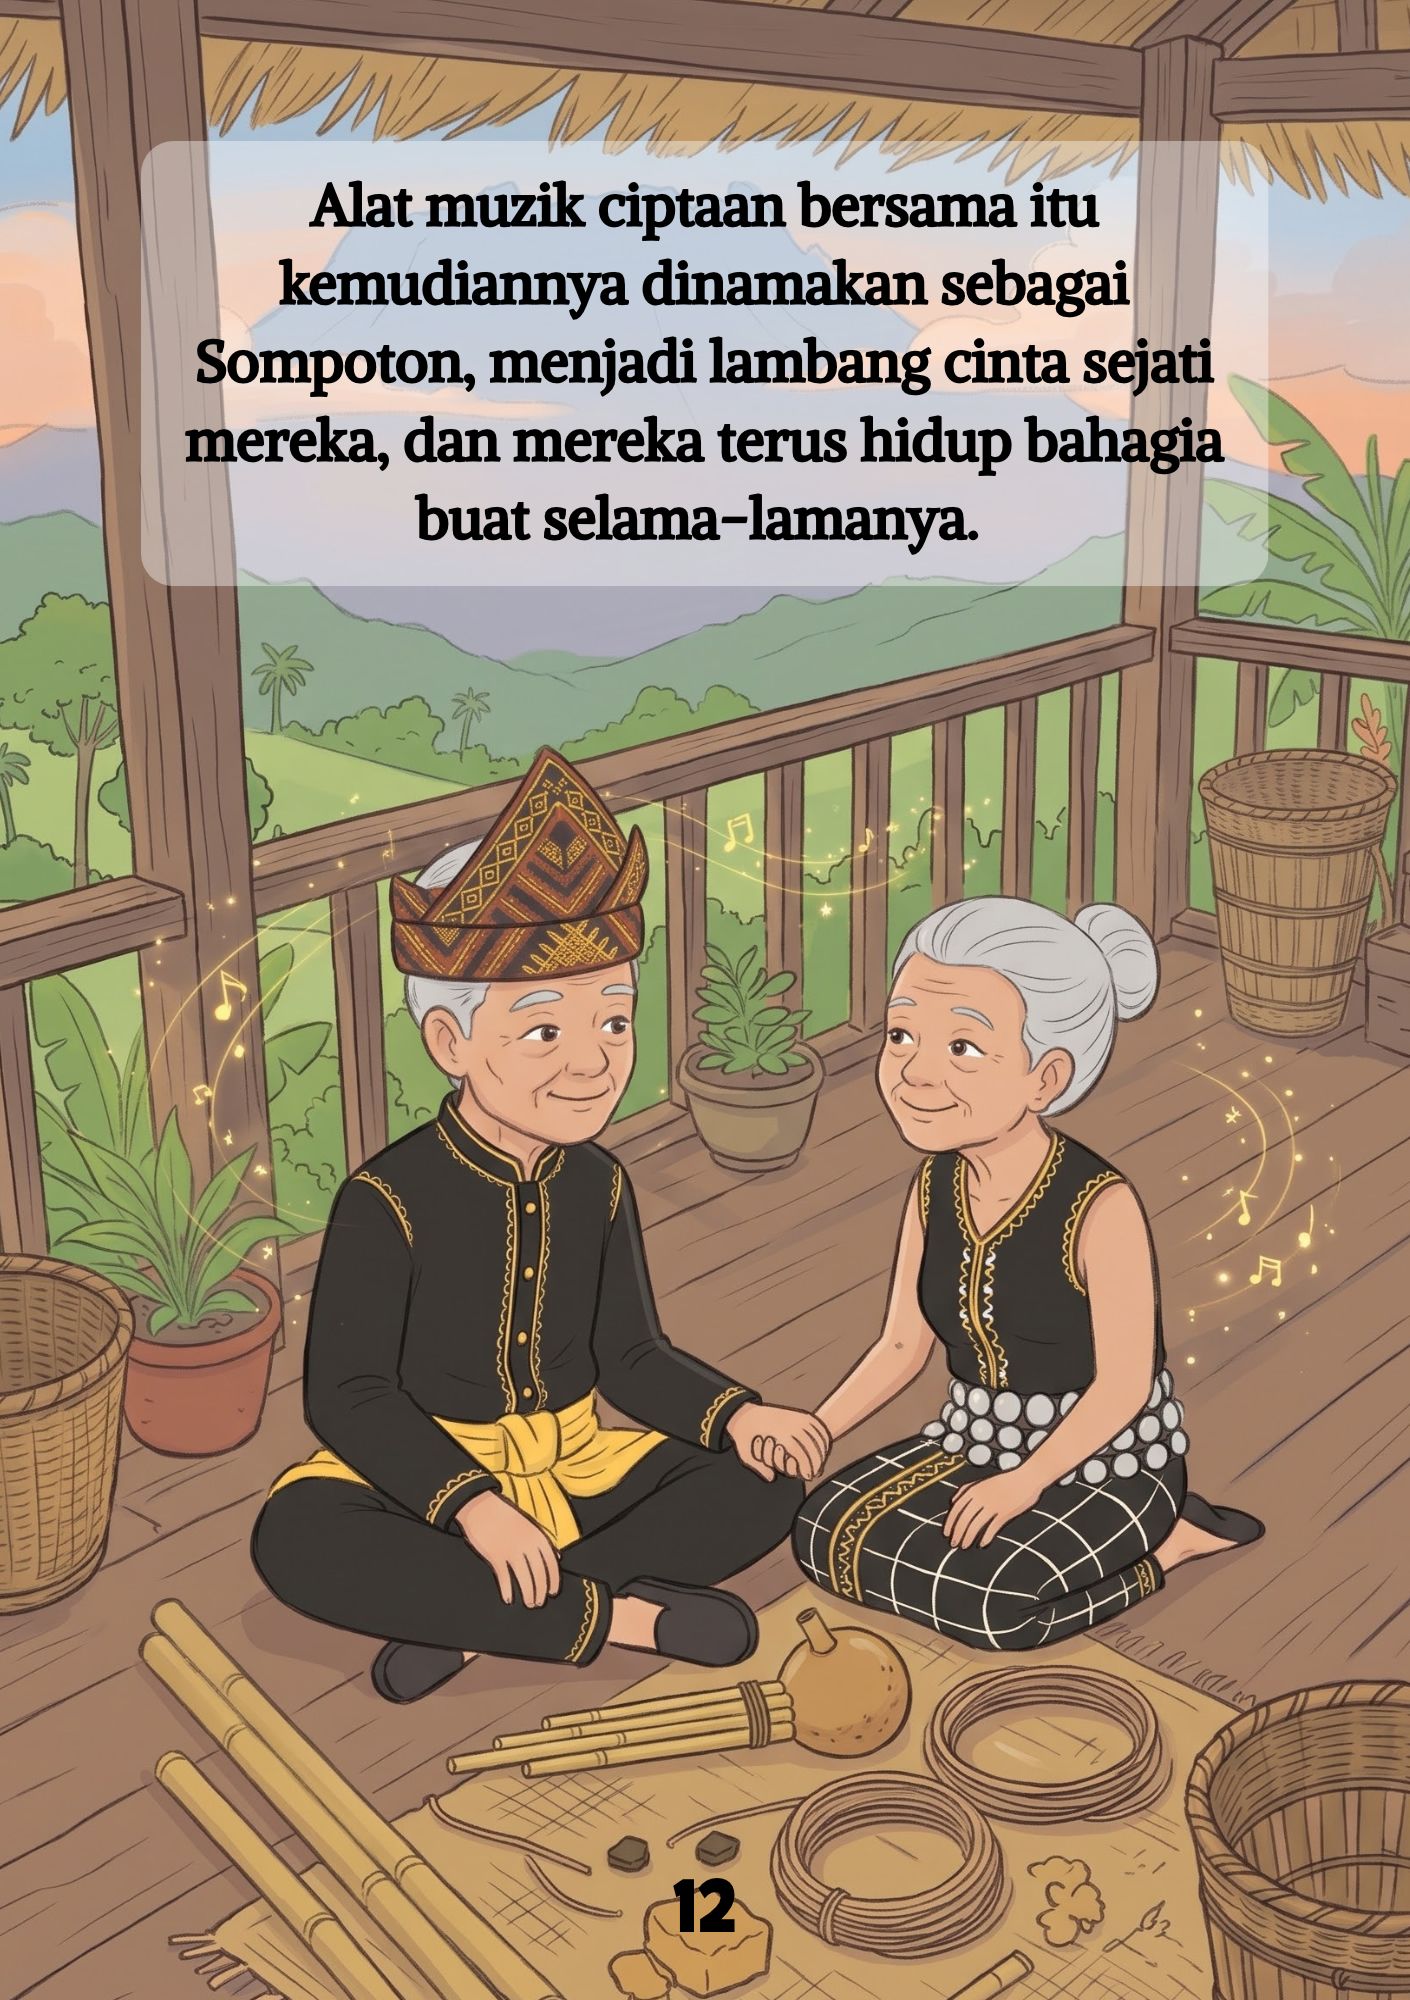 Alat muzik ciptaan bersama itu
kemudiannya dinamakan sebagai
Sompoton, menjadi lambang cinta sejati
mereka, dan mereka terus hidup bahagia
buat selama-lamanya.
12